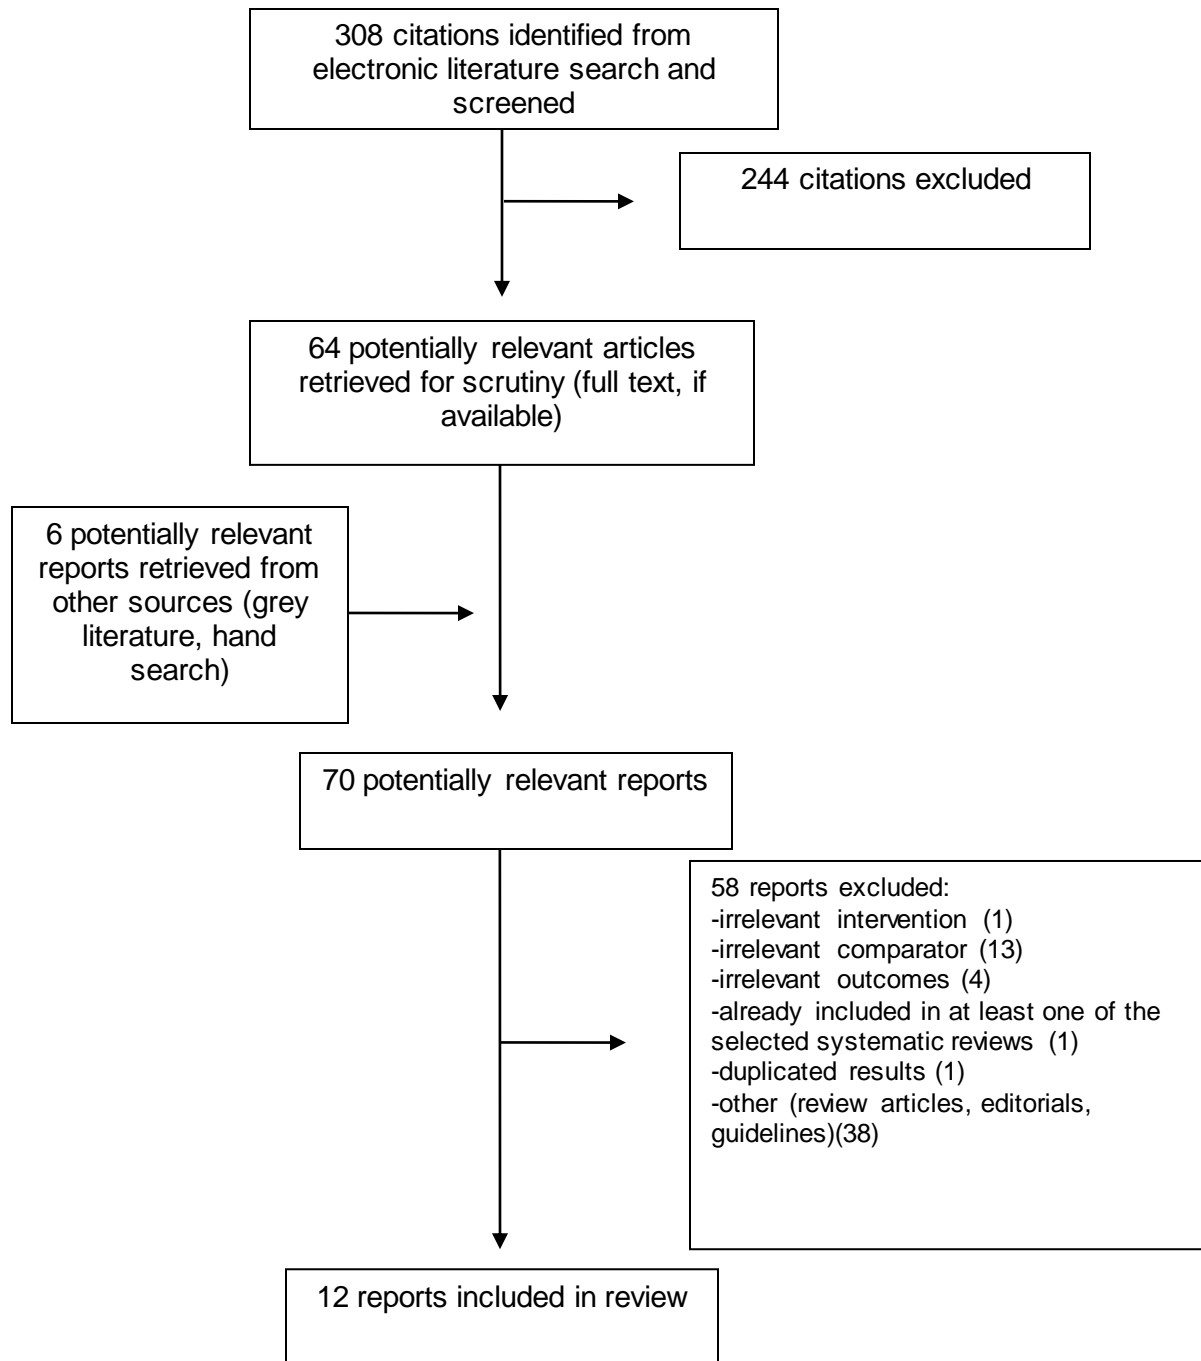 308 citations identified from
electronic literature search and
screened
244 citations excluded
64 potentially relevant articles
retrieved for scrutiny (full text, if
available)
6 potentially relevant
reports retrieved from
other sources (grey
literature, hand
search)
70 potentially relevant reports
58 reports excluded:
-irrelevant intervention (1)
-irrelevant comparator (13)
-irrelevant outcomes (4)
-already included in at least one of the
selected systematic reviews (1)
-duplicated results (1)
-other (review articles, editorials,
guidelines)(38)
12 reports included in review